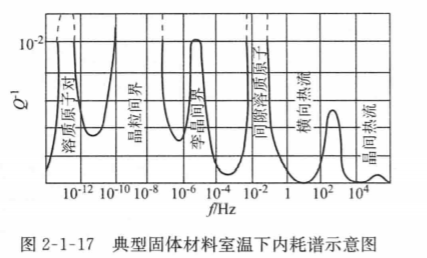 10⁻²
Q⁻¹
溶质原子对
晶粒间界
孪晶间界
间隙溶质原子
横向热流
晶间热流
10⁻¹² 10⁻¹⁰ 10⁻⁸ 10⁻⁶ 10⁻⁴ 10⁻² 1 10² 10⁴
f/Hz
图 2-1-17 典型固体材料室温下内耗谱示意图